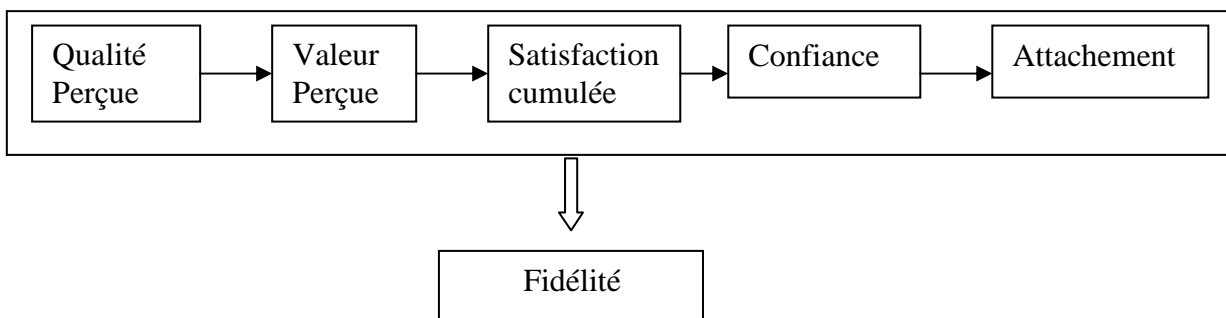 Qualité
Perçue
Valeur
Perçue
Satisfaction
cumulée
Confiance
Attachement
Fidélité